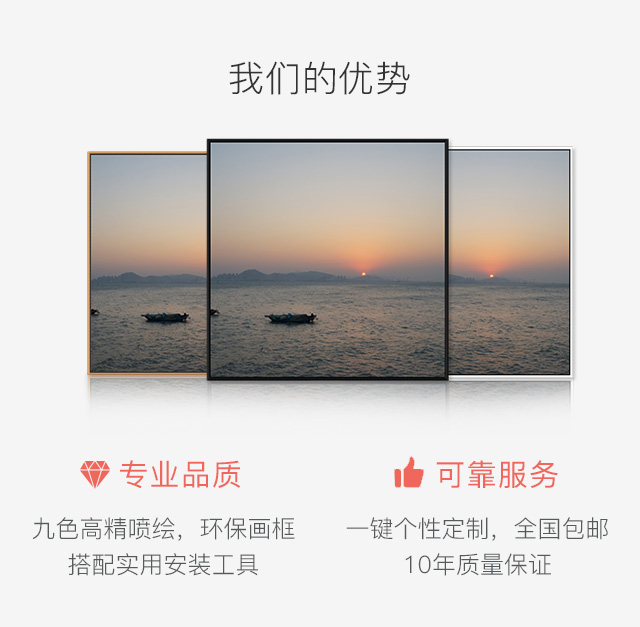 我们的优势
专业品质
九色高精喷绘，环保画框
搭配实用安装工具
可靠服务
一键个性定制，全国包邮
10年质量保证